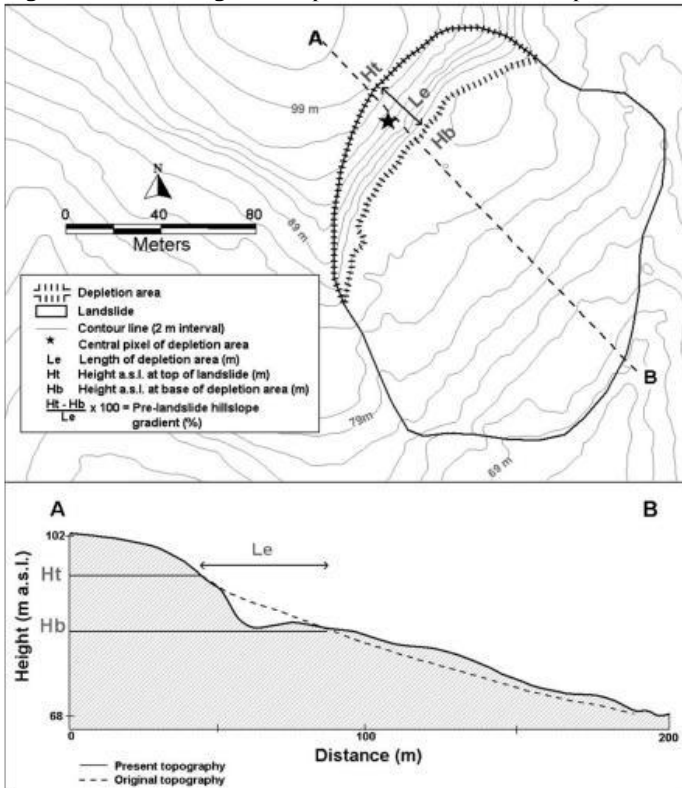 A
Ht
Le
Hb
99 m
N
0 40 80
Meters
89 m
Depletion area
Landslide
Contour line (2 m interval)
Central pixel of depletion area
Le Length of depletion area (m)
Ht Height a.s.l. at top of landslide (m)
Hb Height a.s.l. at base of depletion area (m)
Ht - Hb
Le
x 100 = Pre-landslide hillslope
gradient (%)
79m
69 m
B
A B
102
Le
Ht
Hb
Height (m a.s.l.)
68
0 100 200
Distance (m)
Present topography
Original topography